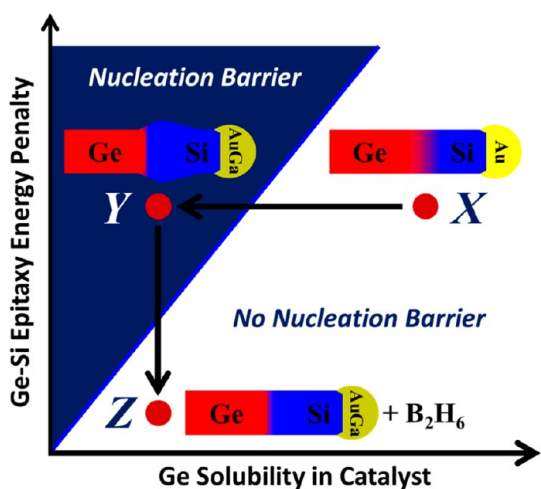 Ge-Si Epitaxy Energy Penalty
Nucleation Barrier
Ge Si AuGa
Ge Si Au
Y X
No Nucleation Barrier
Z Ge Si AuGa + B₂H₆
Ge Solubility in Catalyst